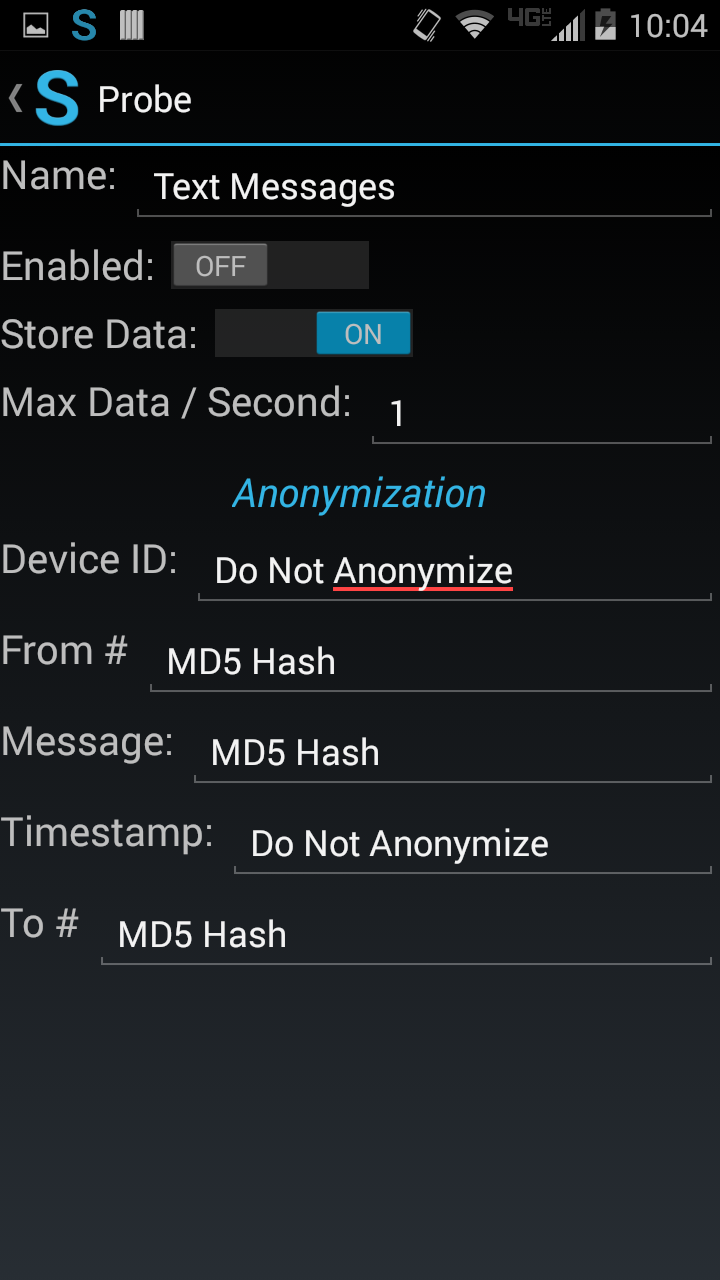 S 4G LTE 10:04
S Probe
Name: Text Messages
Enabled: OFF
Store Data: ON
Max Data / Second: 1
Anonymization
Device ID: Do Not Anonymize
From # MD5 Hash
Message: MD5 Hash
Timestamp: Do Not Anonymize
To # MD5 Hash